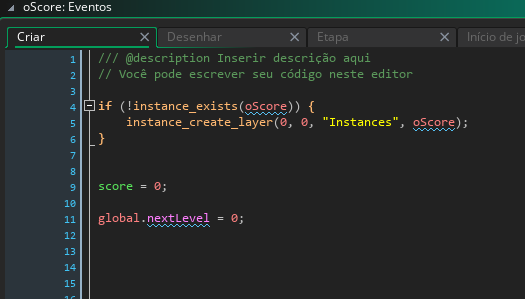 oScore: Eventos
Criar Desenhar Etapa Início de jo
1 /// @description Inserir descrição aqui
2 // Você pode escrever seu código neste editor
3
4 if (!instance_exists(oScore)) {
5 instance_create_layer(0, 0, "Instances", oScore);
6 }
7
8
9 score = 0;
10
11 global.nextLevel = 0;
12
13
14
15
16